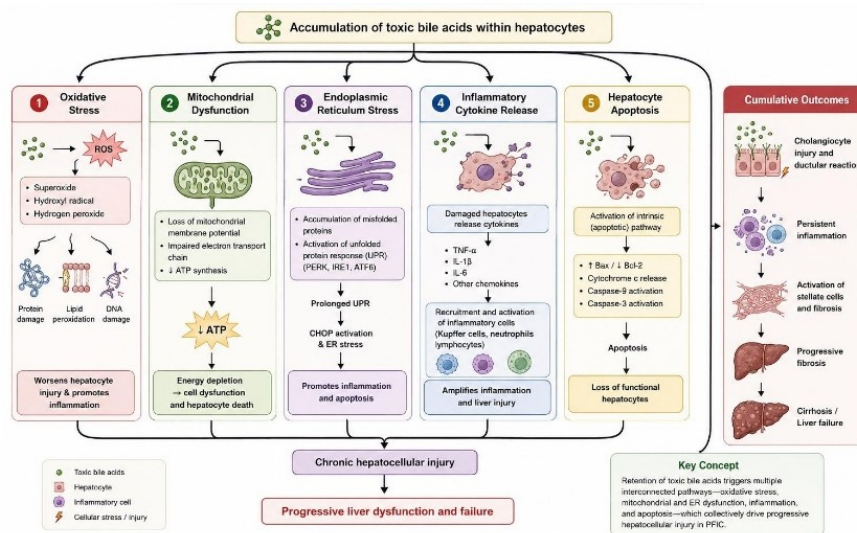 Accumulation of toxic bile acids within hepatocytes
1
Oxidative
Stress
ROS
• Superoxide
• Hydroxyl radical
• Hydrogen peroxide
Protein
damage
Lipid
peroxidation
DNA
damage
Worsens hepatocyte
injury & promotes
inflammation
2
Mitochondrial
Dysfunction
• Loss of mitochondrial
membrane potential
• Impaired electron transport
chain
• ↓ ATP synthesis
↓ ATP
Energy depletion
→ cell dysfunction
and hepatocyte death
3
Endoplasmic
Reticulum Stress
• Accumulation of misfolded
proteins
• Activation of unfolded
protein response (UPR)
(PERK, IRE1, ATF6)
Prolonged UPR
CHOP activation
& ER stress
Promotes inflammation
and apoptosis
4
Inflammatory
Cytokine Release
Damaged hepatocytes
release cytokines
• TNF-α
• IL-1β
• IL-6
• Other chemokines
Recruitment and activation
of inflammatory cells
(Kupffer cells, neutrophils
lymphocytes)
Amplifies inflammation
and liver injury
5
Hepatocyte
Apoptosis
Activation of intrinsic
(apoptotic) pathway
• ↑ Bax / ↓ Bcl-2
• Cytochrome c release
• Caspase-9 activation
• Caspase-3 activation
Apoptosis
Loss of functional
hepatocytes
Cumulative Outcomes
Cholangiocyte
injury and
ductular reaction
Persistent
inflammation
Activation of
stellate cells
and fibrosis
Progressive
fibrosis
Cirrhosis /
Liver failure
Chronic hepatocellular injury
Progressive liver dysfunction and failure
Toxic bile acids
Hepatocyte
Inflammatory cell
Cellular stress / injury
Key Concept
Retention of toxic bile acids triggers multiple
interconnected pathways—oxidative stress,
mitochondrial and ER dysfunction, inflammation,
and apoptosis—which collectively drive progressive
hepatocellular injury in PFIC.